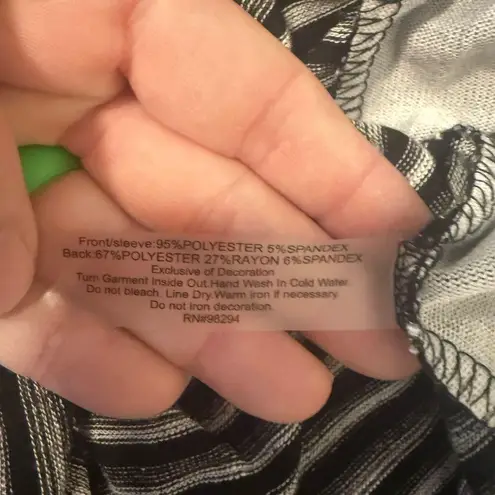 Front/sleeve:95%POLYESTER 5%SPANDEX
Back:67%POLYESTER 27%RAYON 6%SPANDEX
Exclusive of Decoration
Turn Garment Inside Out.Hand Wash In Cold Water.
Do not bleach. Line Dry.Warm iron if necessary.
Do not Iron decoration.
RN#98294